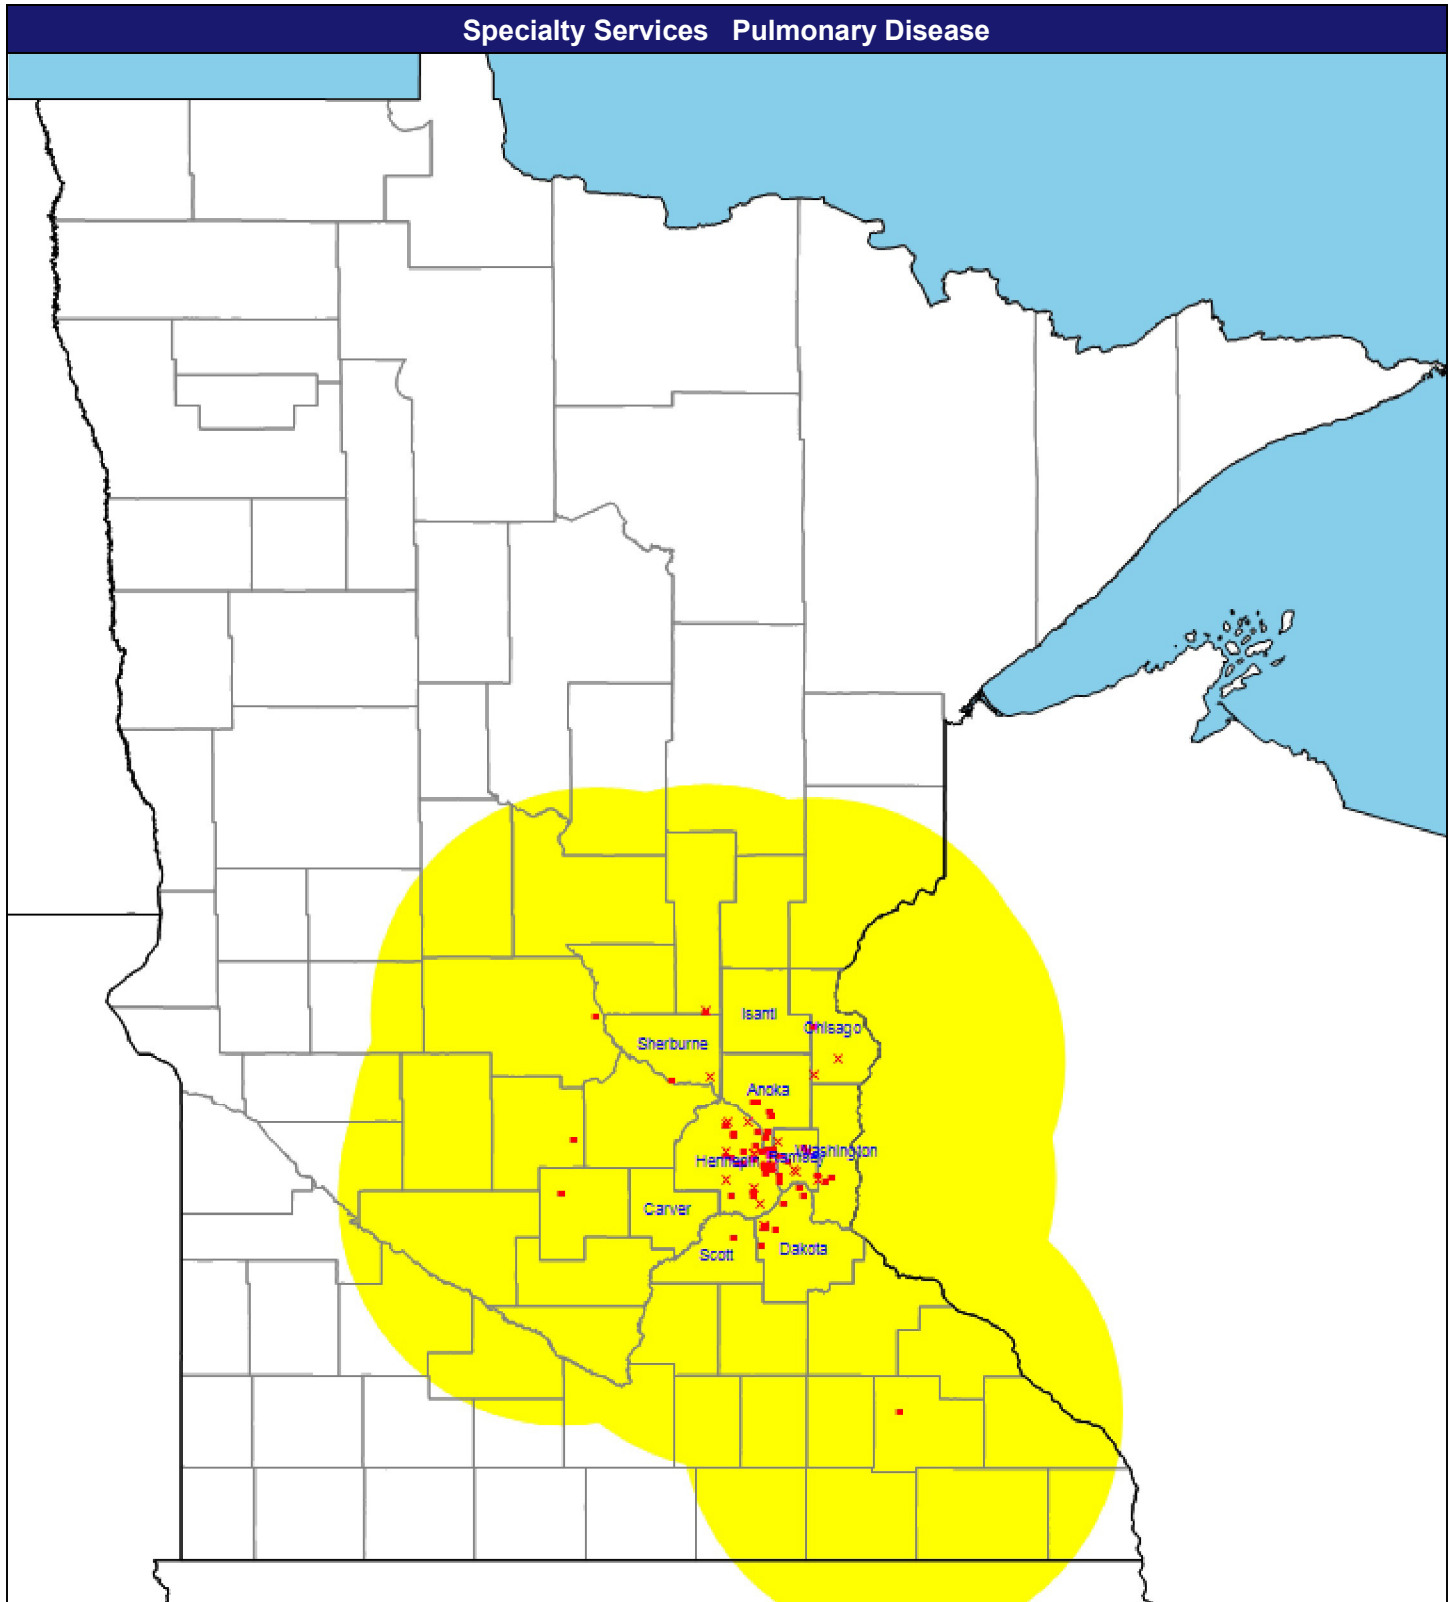 Specialty Services Pulmonary Disease
Isanti
Chisago
Sherburne
Anoka
Washington
Hennepin
Ramsey
Carver
Scott
Dakota